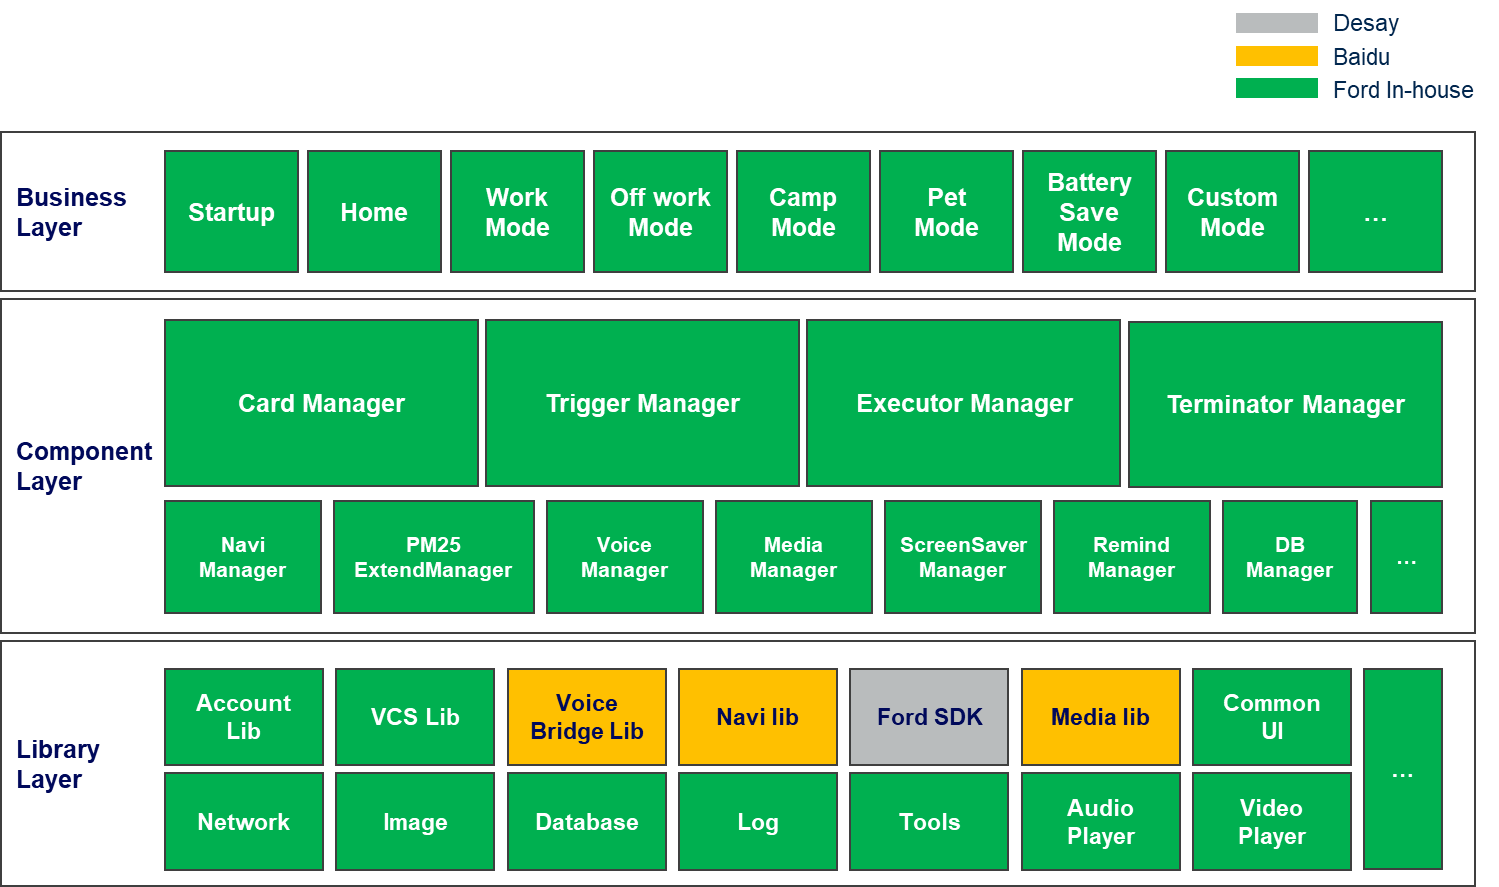 Desay
Baidu
Ford In-house
Business
Layer
Startup
Home
Work
Mode
Off work
Mode
Camp
Mode
Pet
Mode
Battery
Save
Mode
Custom
Mode
...
Component
Layer
Card Manager
Trigger Manager
Executor Manager
Terminator Manager
Navi
Manager
PM25
ExtendManager
Voice
Manager
Media
Manager
ScreenSaver
Manager
Remind
Manager
DB
Manager
...
Library
Layer
Account
Lib
VCS Lib
Voice
Bridge Lib
Navi lib
Ford SDK
Media lib
Common
UI
...
Network
Image
Database
Log
Tools
Audio
Player
Video
Player